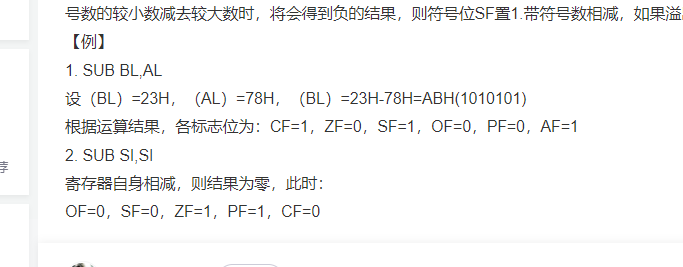 号数的较小数减去较大数时，将会得到负的结果，则符号位SF置1.带符号数相减，如果溢
【例】
1. SUB BL,AL
设（BL）=23H，（AL）=78H，（BL）=23H-78H=ABH(1010101)
根据运算结果，各标志位为：CF=1，ZF=0，SF=1，OF=0，PF=0，AF=1
2. SUB SI,SI
寄存器自身相减，则结果为零，此时：
OF=0，SF=0，ZF=1，PF=1，CF=0
荐